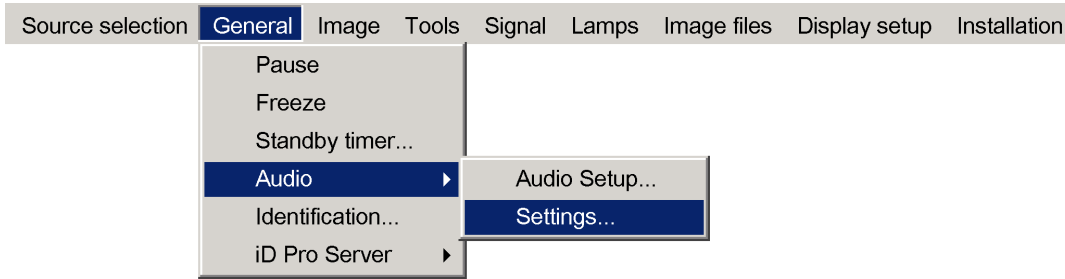 Source selection General Image Tools Signal Lamps Image files Display setup Installation
Pause
Freeze
Standby timer...
Audio
Audio Setup...
Identification...
Settings...
iD Pro Server